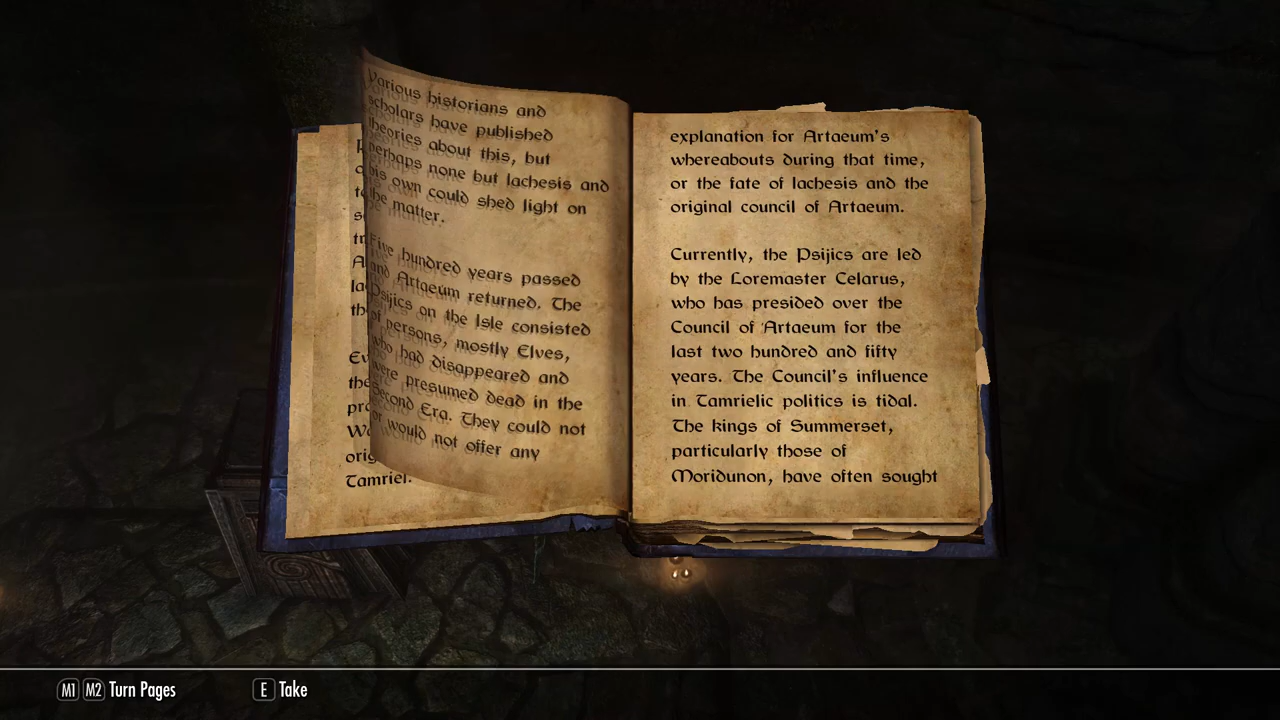 Various historians and
scholars have published
theories about this, but
perhaps none but Iachesis and
his own could shed light on
the matter.
Five hundred years passed
and Artaeum returned. The
Psijics on the Isle consisted
of persons, mostly Elves,
who had disappeared and
were presumed dead in the
Second Era. They could not
or would not offer any
Tamriel.
explanation for Artaeum's
whereabouts during that time,
or the fate of Iachesis and the
original council of Artaeum.
Currently, the Psijics are led
by the Loremaster Celarus,
who has presided over the
Council of Artaeum for the
last two hundred and fifty
years. The Council's influence
in Tamrielic politics is tidal.
The kings of Summerset,
particularly those of
Moridunon, have often sought
M1 M2 Turn Pages
E Take